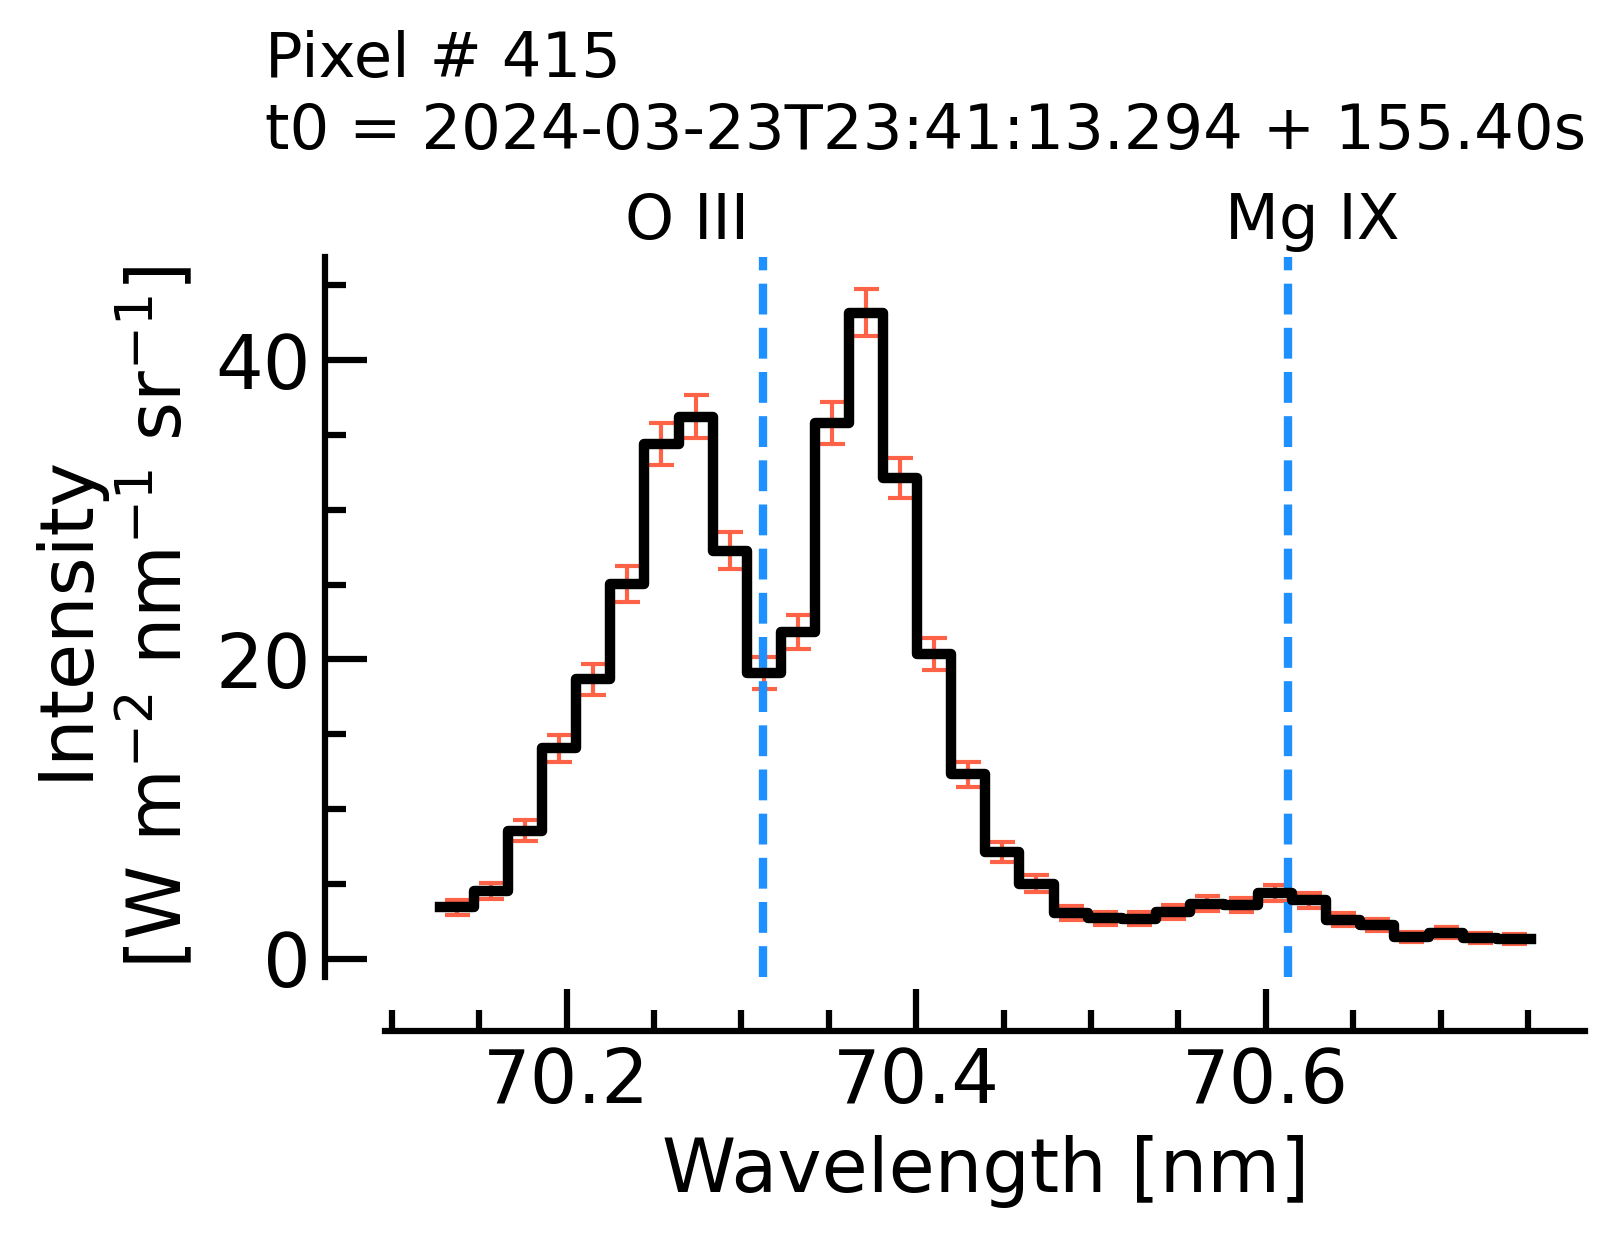 Pixel # 415
t0 = 2024-03-23T23:41:13.294 + 155.40s
O III
Mg IX
Intensity
[W m⁻² nm⁻¹ sr⁻¹]
40
20
0
70.2
70.4
70.6
Wavelength [nm]